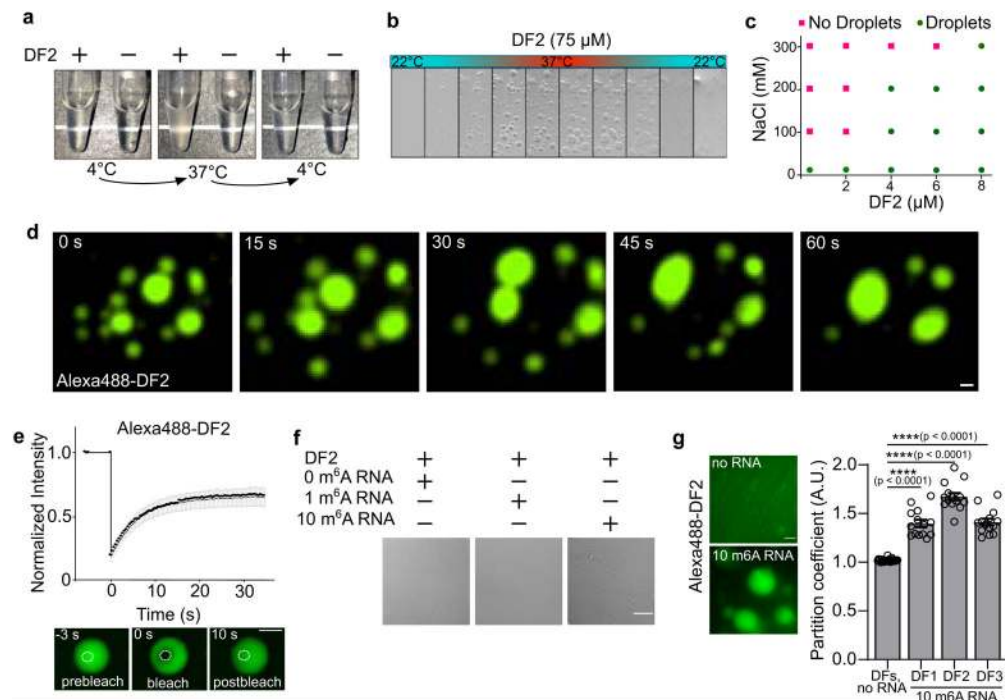 a
DF2 + − + − + −
4°C 37°C 4°C
b
DF2 (75 μM)
22°C 37°C 22°C
c
No Droplets Droplets
NaCl (mM)
300
200
100
0
2 4 6 8
DF2 (μM)
d
0 s 15 s 30 s 45 s 60 s
Alexa488-DF2
e
Alexa488-DF2
Normalized Intensity
1.0
0.5
0
0 10 20 30
Time (s)
-3 s 0 s 10 s
prebleach bleach postbleach
f
DF2 + + +
0 m⁶A RNA + − −
1 m⁶A RNA − + −
10 m⁶A RNA − − +
g
Alexa488-DF2
no RNA
10 m6A RNA
Partition coefficient (A.U.)
****(p < 0.0001)
****(p < 0.0001)
****
(p < 0.0001)
2.0
1.5
1.0
0.5
0.0
DFs, no RNA DF1 DF2 DF3
10 m6A RNA